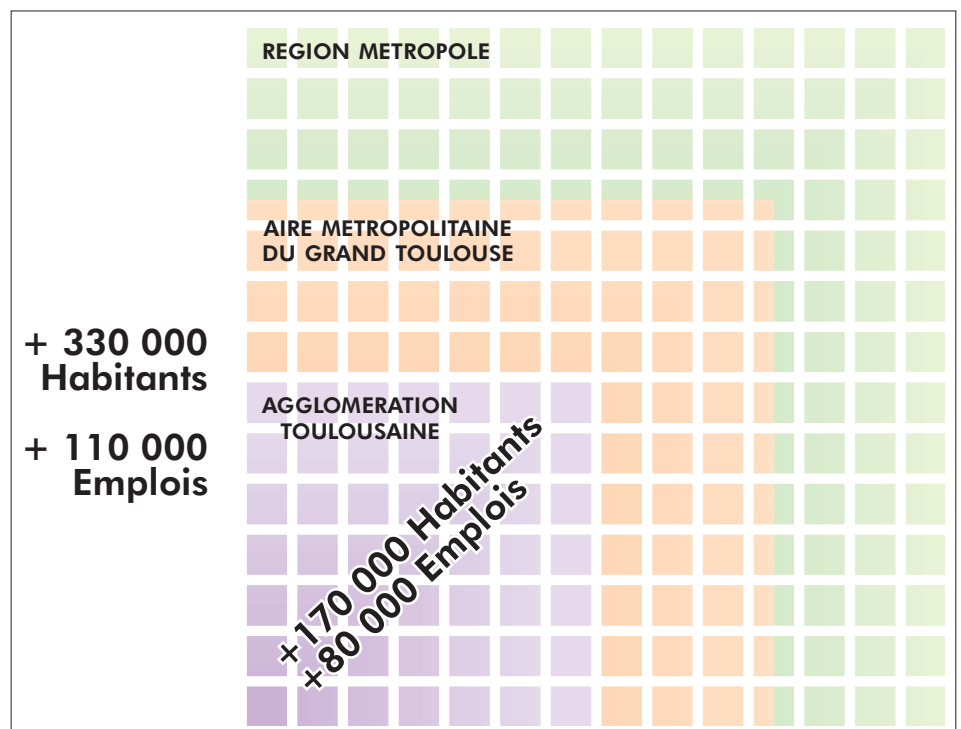 REGION METROPOLE
AIRE METROPOLITAINE
DU GRAND TOULOUSE
+ 330 000
Habitants
+ 110 000
Emplois
AGGLOMERATION
TOULOUSAINE
+170 000 Habitants
+80 000 Emplois